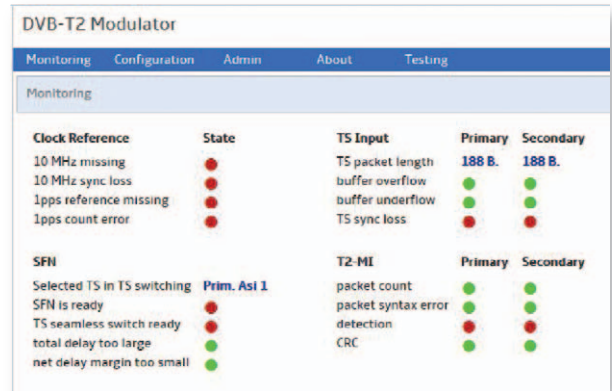 DVB-T2 Modulator
Monitoring Configuration Admin About Testing
Monitoring
Clock Reference State
10 MHz missing
10 MHz sync loss
1pps reference missing
1pps count error
TS Input Primary Secondary
TS packet length 188 B. 188 B.
buffer overflow
buffer underflow
TS sync loss
SFN
Selected TS in TS switching Prim. Asi 1
SFN is ready
TS seamless switch ready
total delay too large
net delay margin too small
T2-MI Primary Secondary
packet count
packet syntax error
detection
CRC